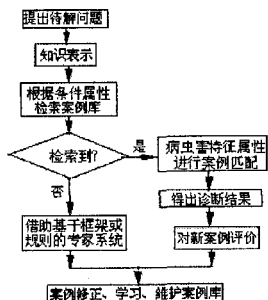 提出待解问题
知识表示
根据条件属性
检索案例库
检索到?
是
否
病虫害特征属性
进行案例匹配
得出诊断结果
对新案例评价
借助基于框架或
规则的专家系统
案例修正、学习、维护案例库